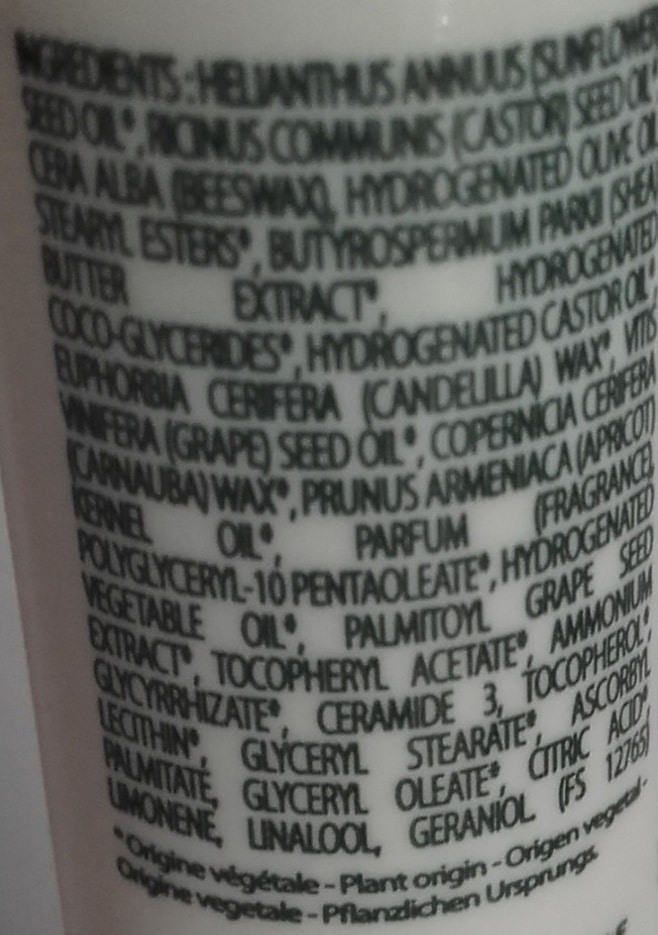 INGREDIENTS : HELIANTHUS ANNUUS (SUNFLOWER)
SEED OIL*, RICINUS COMMUNIS (CASTOR) SEED OIL*,
CERA ALBA (BEESWAX), HYDROGENATED OLIVE OIL
STEARYL ESTERS*, BUTYROSPERMUM PARKII (SHEA)
BUTTER EXTRACT*, HYDROGENATED
COCO-GLYCERIDES*, HYDROGENATED CASTOR OIL*,
EUPHORBIA CERIFERA (CANDELILLA) WAX*, VITIS
VINIFERA (GRAPE) SEED OIL*, COPERNICIA CERIFERA
(CARNAUBA) WAX*, PRUNUS ARMENIACA (APRICOT)
KERNEL OIL*, PARFUM (FRAGRANCE),
POLYGLYCERYL-10 PENTAOLEATE*, HYDROGENATED
VEGETABLE OIL*, PALMITOYL GRAPE SEED
EXTRACT*, TOCOPHERYL ACETATE*, AMMONIUM
GLYCYRRHIZATE*, CERAMIDE 3, TOCOPHEROL*,
LECITHIN*, GLYCERYL STEARATE*, ASCORBYL
PALMITATE, GLYCERYL OLEATE*, CITRIC ACID*,
LIMONENE, LINALOOL, GERANIOL (FS 12765)
*Origine végétale - Plant origin - Origen vegetal -
Origine vegetale - Pflanzlichen Ursprungs.